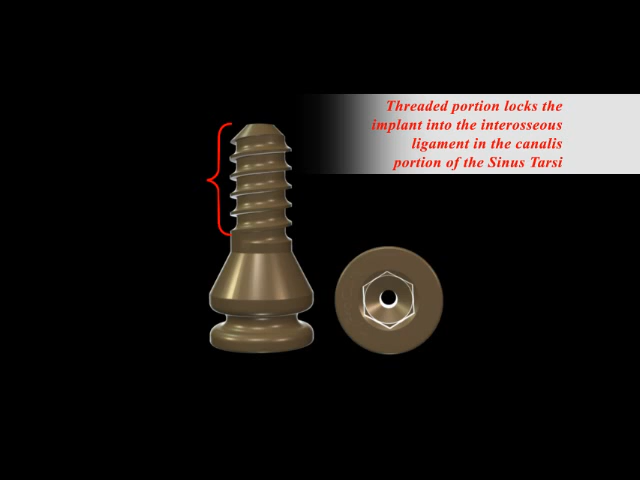 Threaded portion locks the
implant into the interosseous
ligament in the canalis
portion of the Sinus Tarsi